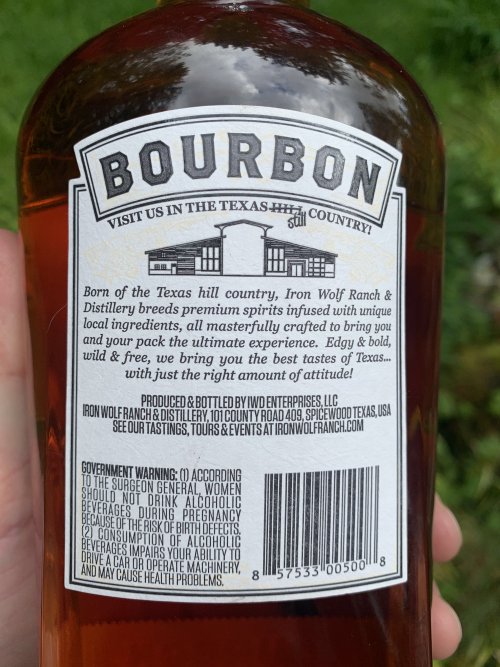 BOURBON
VISIT US IN THE TEXAS HILL still COUNTRY!
Born of the Texas hill country, Iron Wolf Ranch &
Distillery breeds premium spirits infused with unique
local ingredients, all masterfully crafted to bring you
and your pack the ultimate experience. Edgy & bold,
wild & free, we bring you the best tastes of Texas...
with just the right amount of attitude!
PRODUCED & BOTTLED BY IWD ENTERPRISES, LLC
IRON WOLF RANCH & DISTILLERY, 101 COUNTY ROAD 409, SPICEWOOD TEXAS, USA
SEE OUR TASTINGS, TOURS & EVENTS AT IRONWOLFRANCH.COM
GOVERNMENT WARNING: (1) ACCORDING
TO THE SURGEON GENERAL, WOMEN
SHOULD NOT DRINK ALCOHOLIC
BEVERAGES DURING PREGNANCY
BECAUSE OF THE RISK OF BIRTH DEFECTS.
(2) CONSUMPTION OF ALCOHOLIC
BEVERAGES IMPAIRS YOUR ABILITY TO
DRIVE A CAR OR OPERATE MACHINERY,
AND MAY CAUSE HEALTH PROBLEMS.
8 57533 00500 8